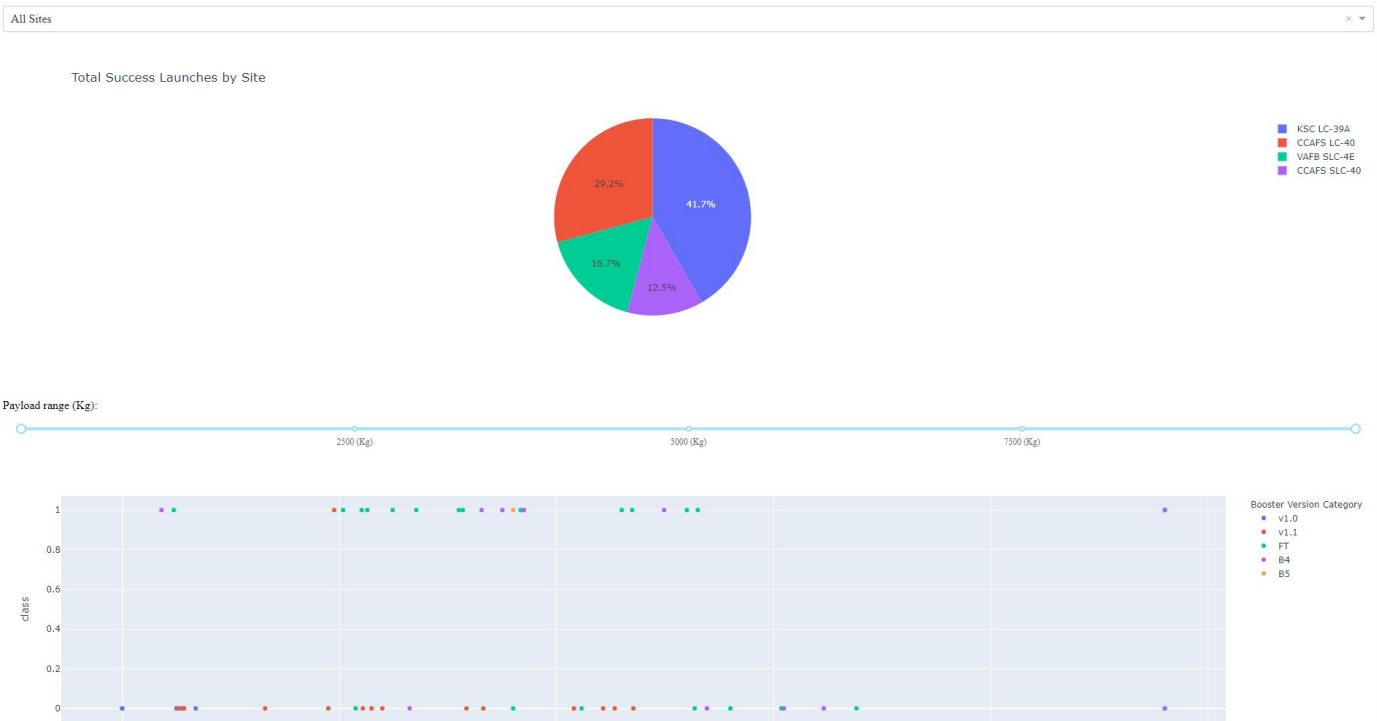 All Sites
Total Success Launches by Site
KSC LC-39A
CCAFS LC-40
VAFB SLC-4E
CCAFS SLC-40
29.2%
41.7%
16.7%
12.5%
Payload range (Kg):
2500 (Kg) 5000 (Kg) 7500 (Kg)
Booster Version Category
v1.0
v1.1
FT
B4
B5
1
0.8
0.6
0.4
0.2
0
class